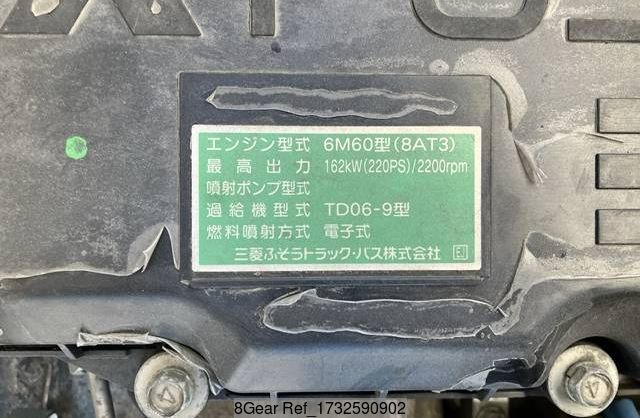 エンジン型式 6M60型(8AT3)
最高出力 162kW(220PS)/2200rpm
噴射ポンプ型式
過給機型式 TD06-9型
燃料噴射方式 電子式
三菱ふそうトラック・バス株式会社 EJ
8Gear Ref_1732590902